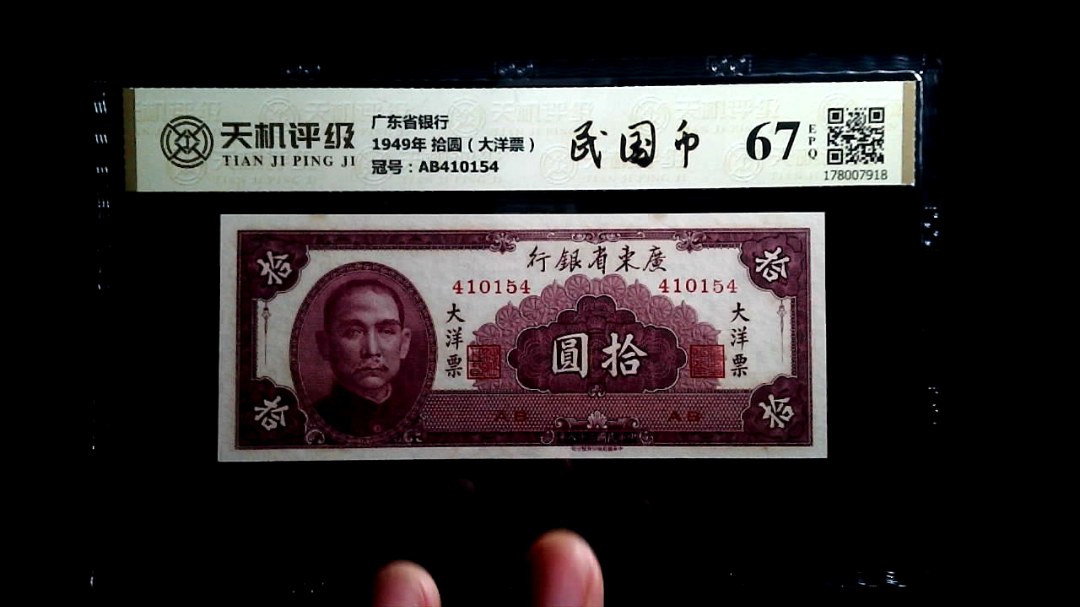 天机评级
TIAN JI PING JI
广东省银行
1949年 拾圆（大洋票）
冠号：AB410154
民国币
67
EPQ
178007918
行銀省東廣
410154
410154
大洋票
大洋票
圓拾
拾
拾
拾
拾
AB
AB